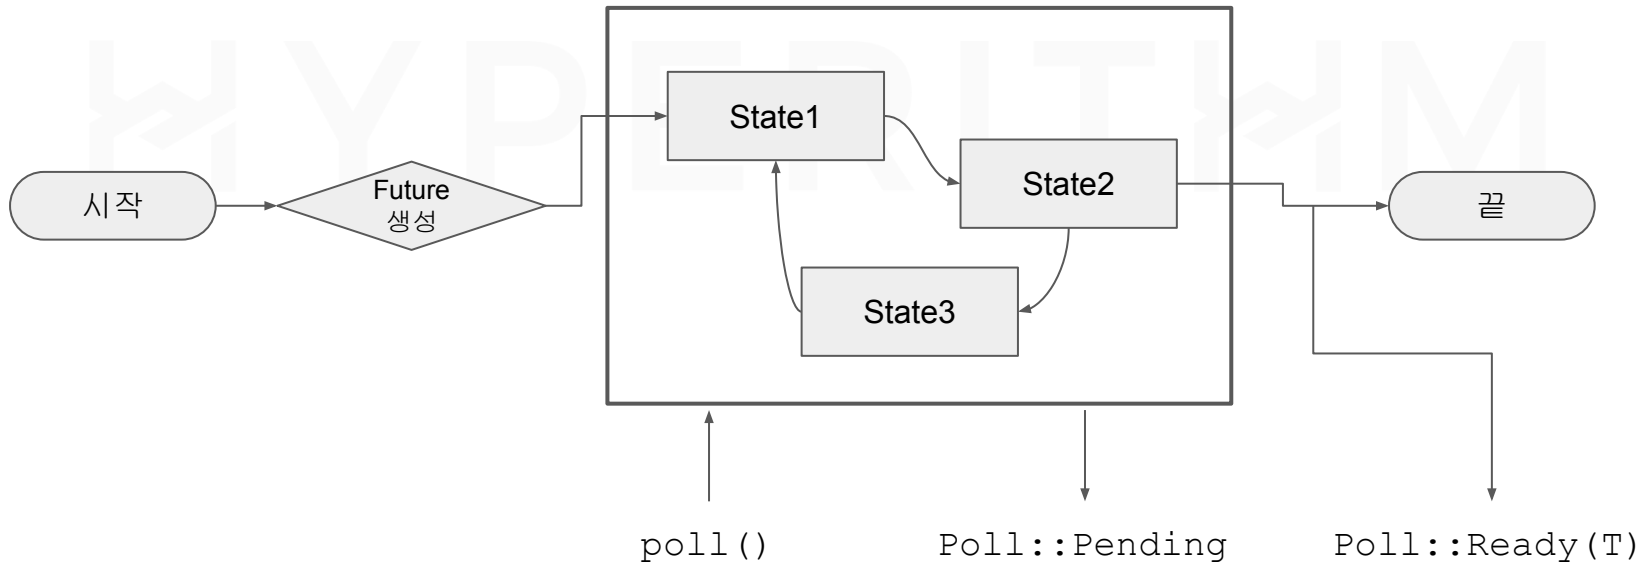 HYPERITHM
State1
State2
시작
Future
생성
끝
State3
poll()
Poll::Pending
Poll::Ready(T)